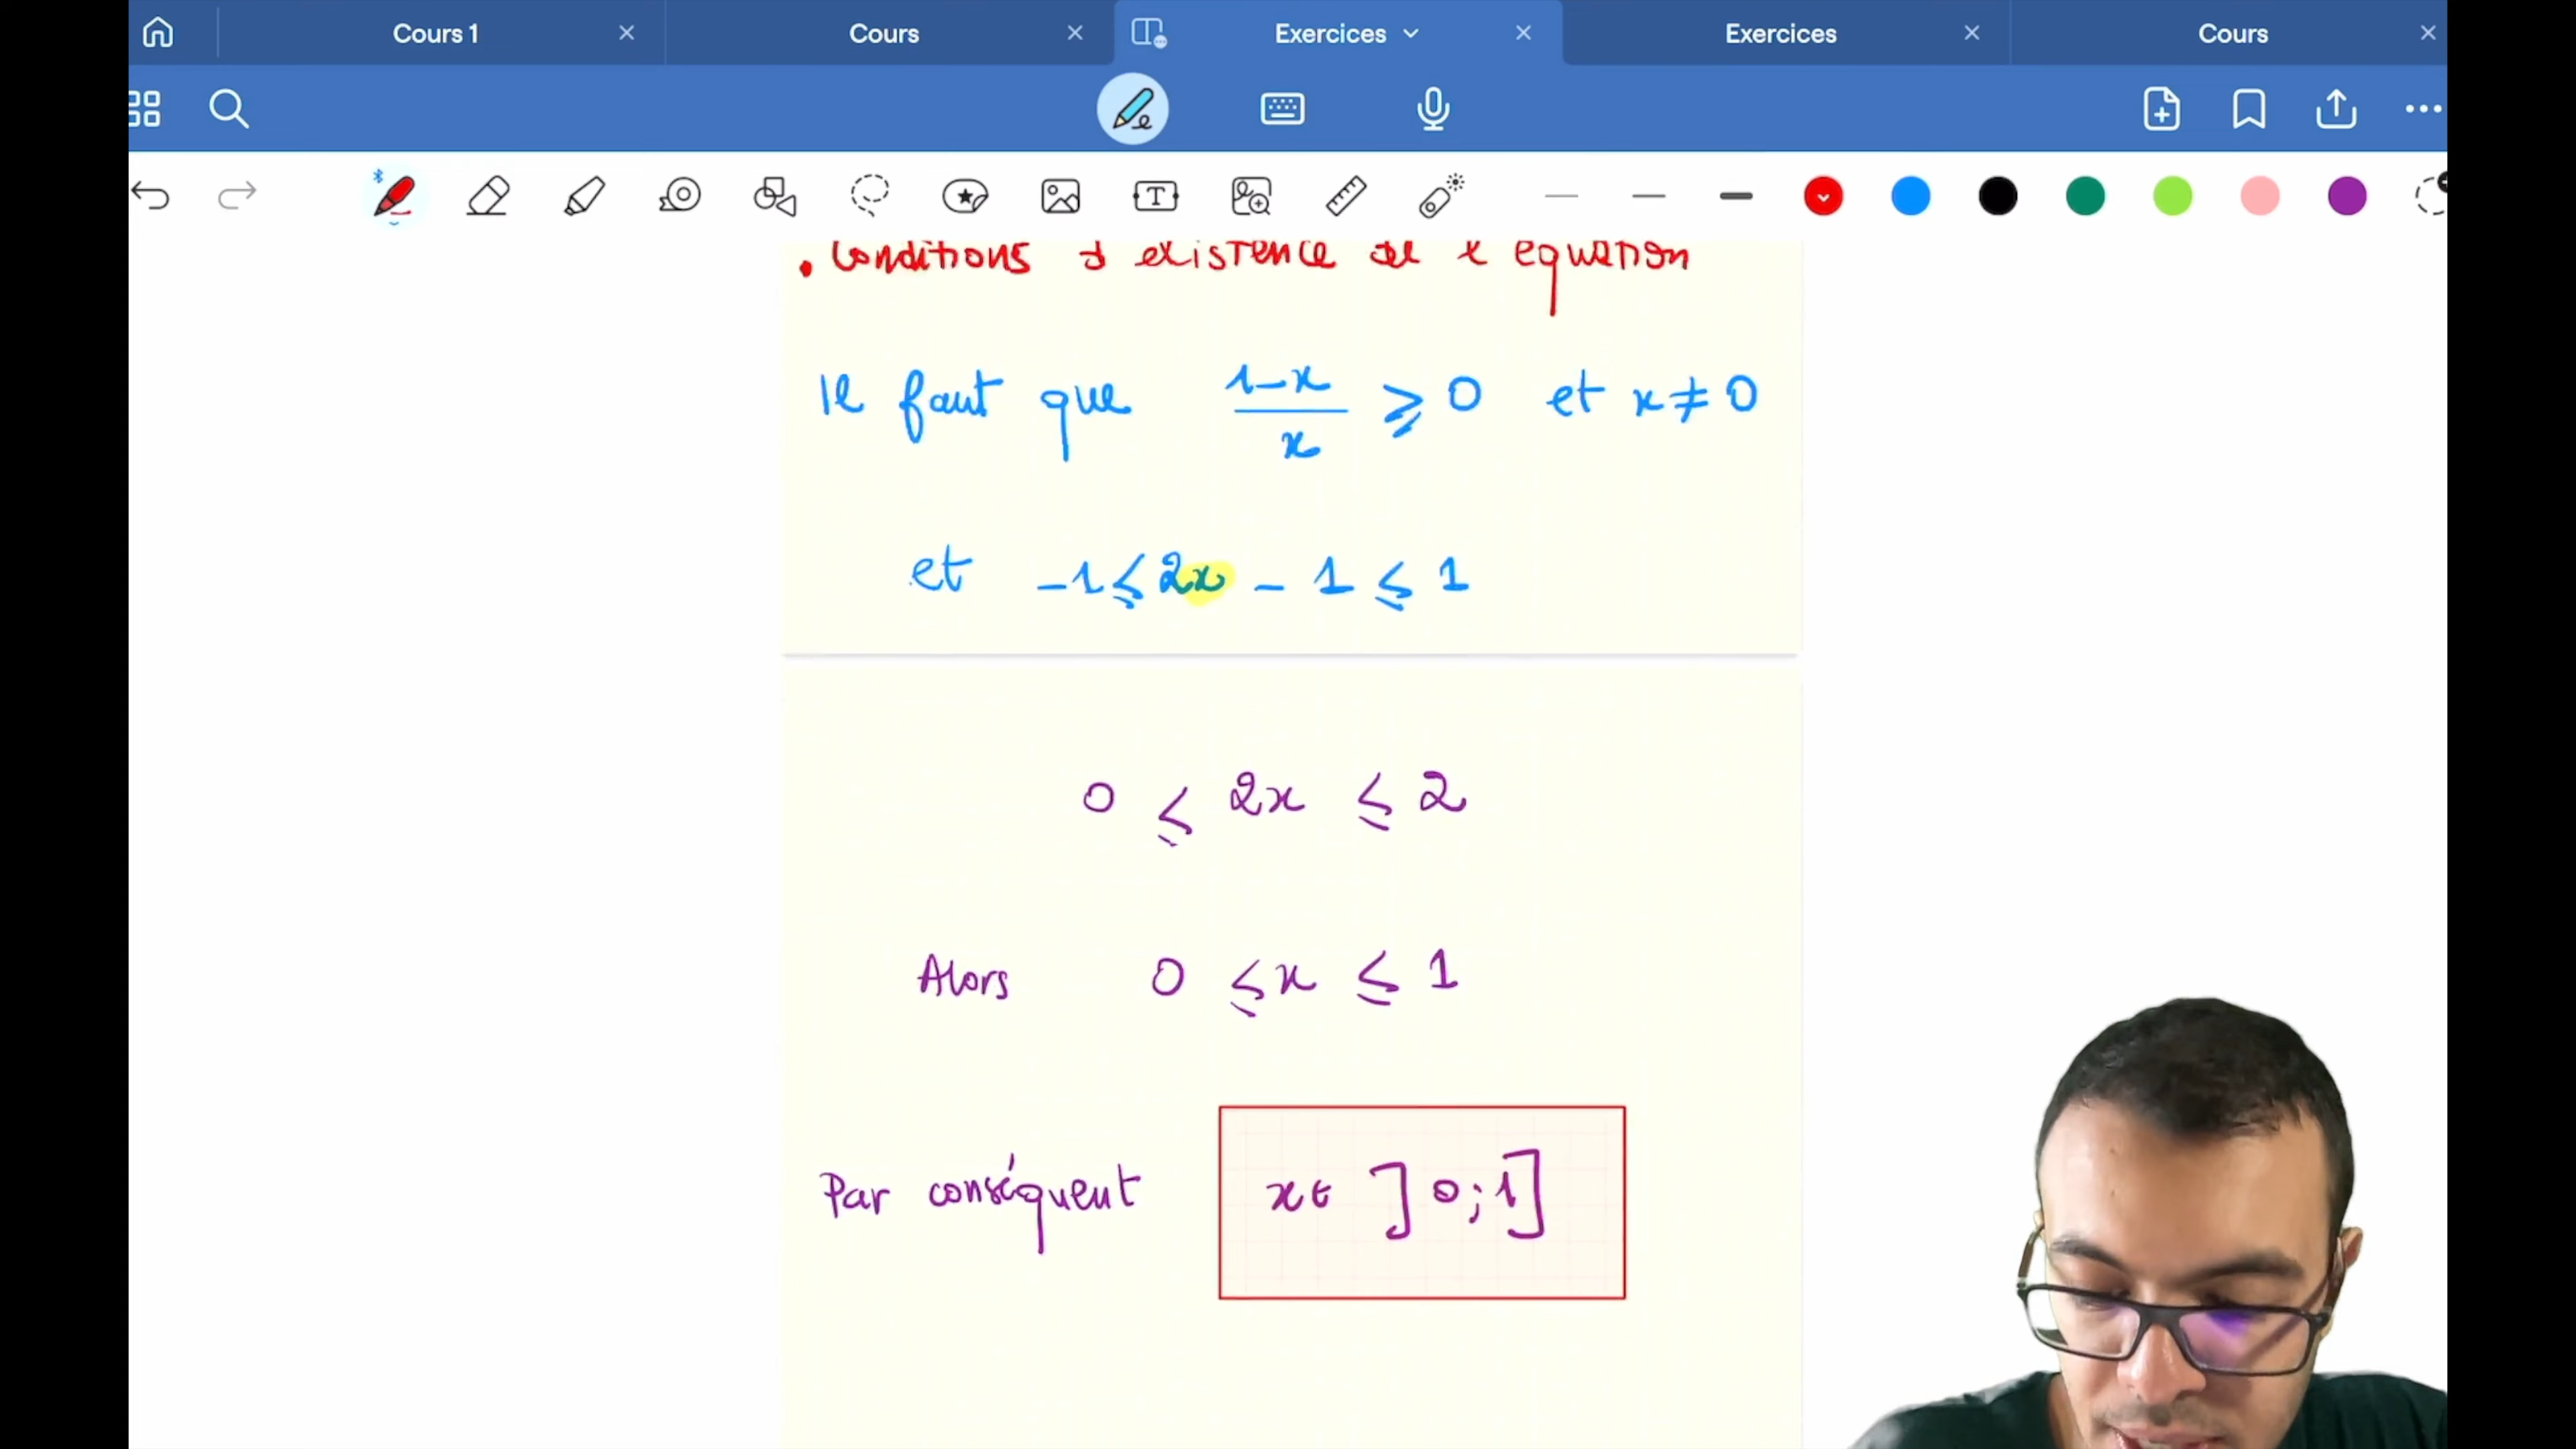 Cours 1
Cours
Exercices
Exercices
Cours
• Conditions d'existence de l'équation
Il faut que (1-x)/x ⩾ 0 et x ≠ 0
et -1 ≤ 2x - 1 ≤ 1
0 ≤ 2x ≤ 2
Alors 0 ≤ x ≤ 1
Par conséquent x ∈ ]0;1]